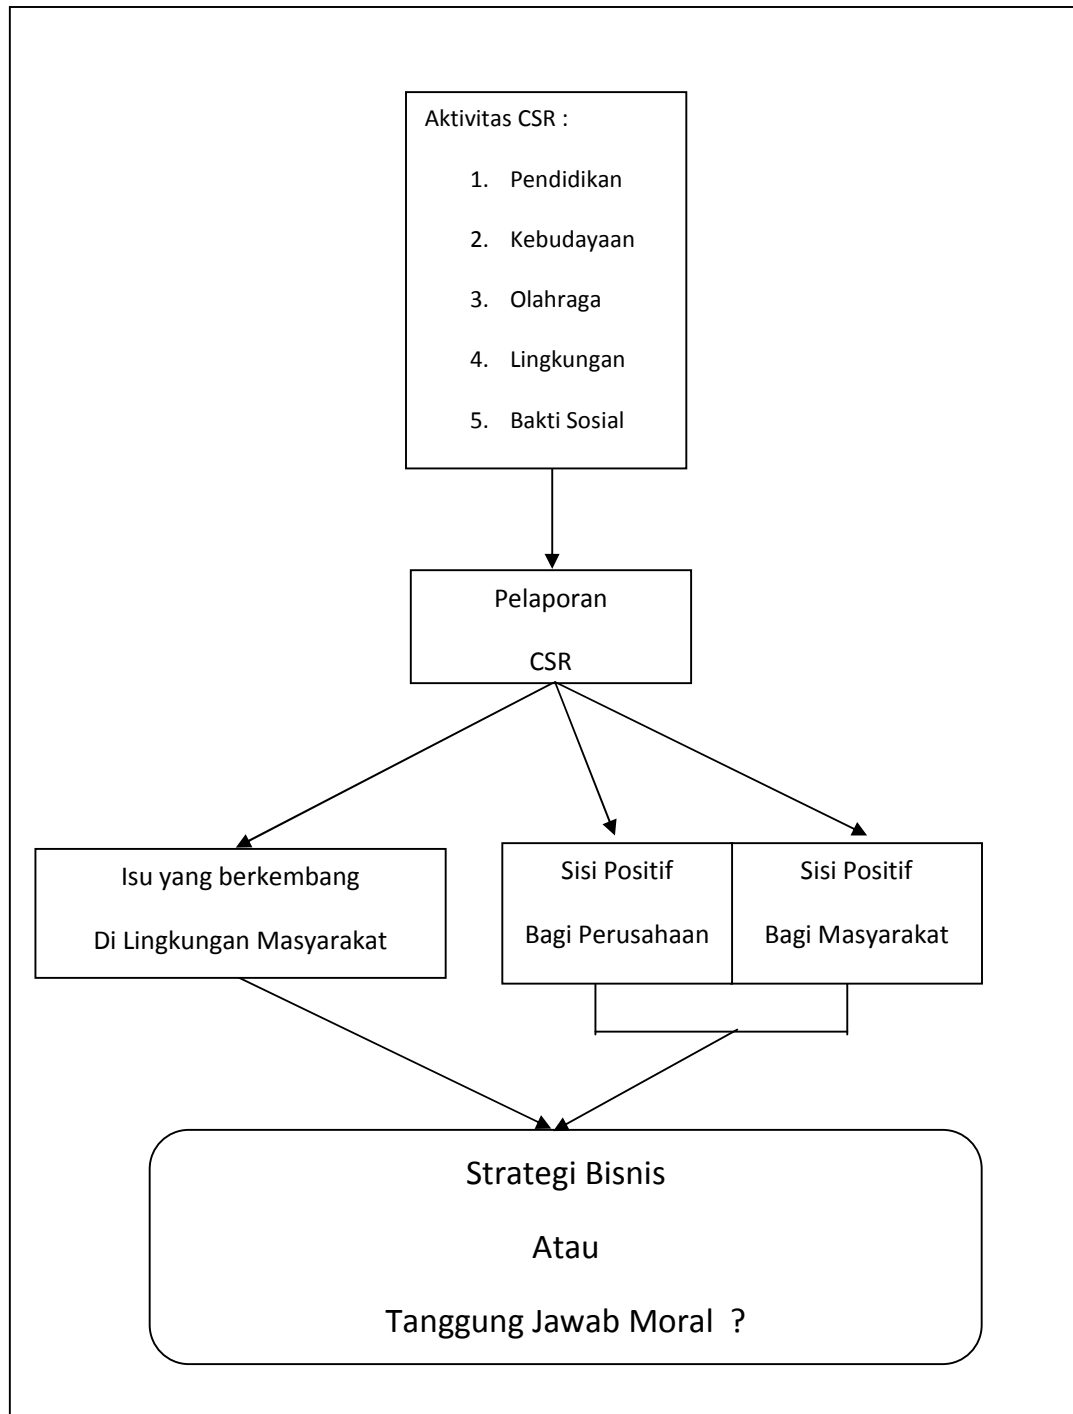 Aktivitas CSR :
1. Pendidikan
2. Kebudayaan
3. Olahraga
4. Lingkungan
5. Bakti Sosial
Pelaporan
CSR
Isu yang berkembang
Di Lingkungan Masyarakat
Sisi Positif
Bagi Perusahaan
Sisi Positif
Bagi Masyarakat
Strategi Bisnis
Atau
Tanggung Jawab Moral ?